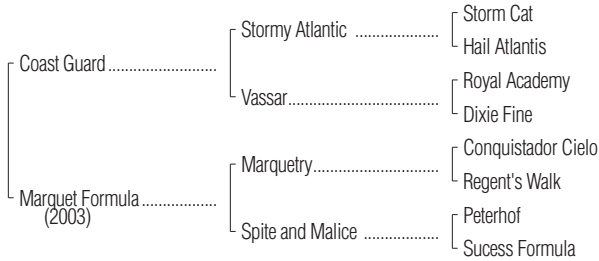 Storm Cat
Stormy Atlantic ....................
Hail Atlantis
Coast Guard..........................
Royal Academy
Vassar....................................
Dixie Fine
Conquistador Cielo
Marquetry..............................
Regent's Walk
Marquet Formula ..................
(2003)
Peterhof
Spite and Malice ..................
Sucess Formula